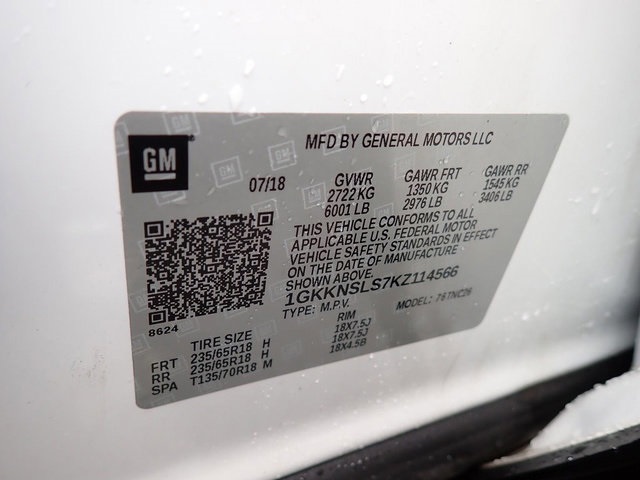 GM
MFD BY GENERAL MOTORS LLC
07/18 GVWR GAWR FRT GAWR RR
2722 KG 1350 KG 1545 KG
6001 LB 2976 LB 3406 LB
THIS VEHICLE CONFORMS TO ALL
APPLICABLE U.S. FEDERAL MOTOR
VEHICLE SAFETY STANDARDS IN EFFECT
ON THE DATE OF MANUFACTURE
SHOWN ABOVE.
1GKKNSLS7KZ114566
TYPE: M.P.V. MODEL: 76TNC26
8624
TIRE SIZE RIM
FRT 235/65R18 H 18X7.5J
RR 235/65R18 H 18X7.5J
SPA T135/70R18 M 18X4.5B